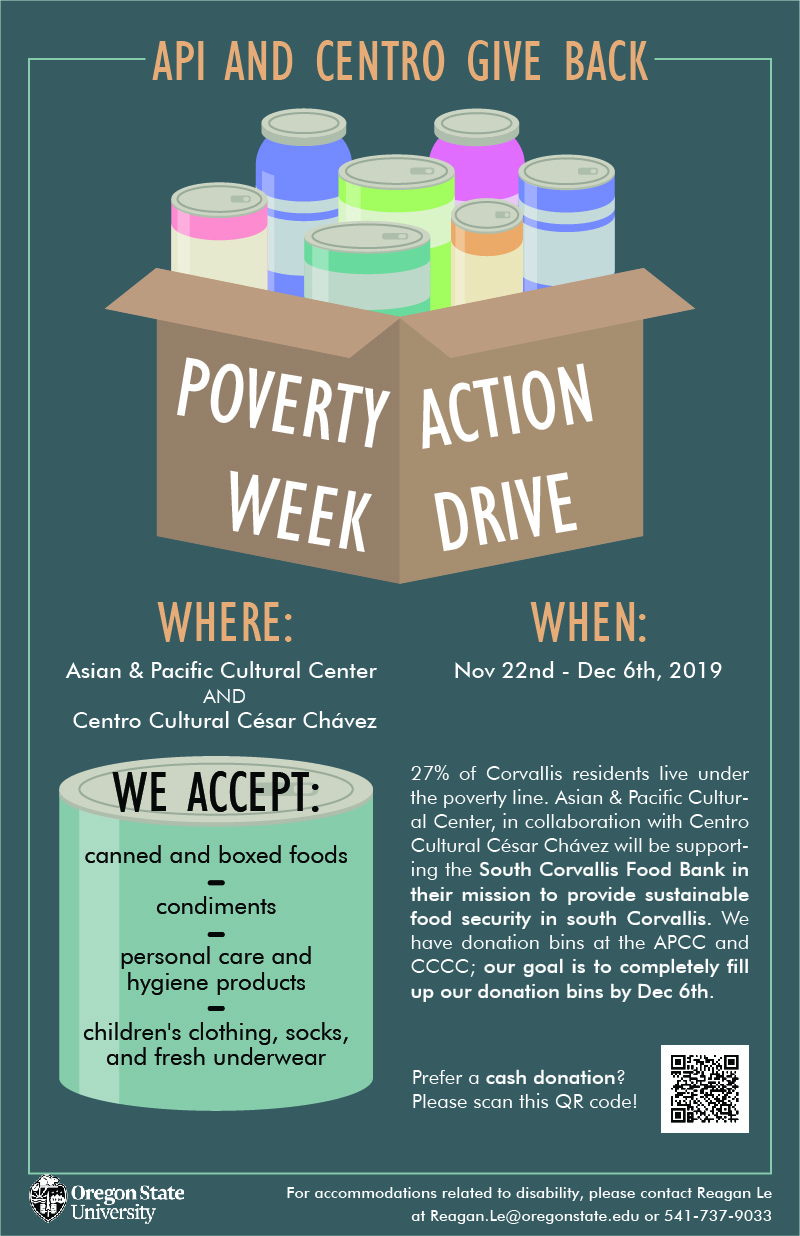 API AND CENTRO GIVE BACK
POVERTY ACTION
WEEK DRIVE
WHERE:
Asian & Pacific Cultural Center
AND
Centro Cultural César Chávez
WHEN:
Nov 22nd - Dec 6th, 2019
WE ACCEPT:
canned and boxed foods
condiments
personal care and
hygiene products
children's clothing, socks,
and fresh underwear
27% of Corvallis residents live under
the poverty line. Asian & Pacific Cultur-
al Center, in collaboration with Centro
Cultural César Chávez will be support-
ing the South Corvallis Food Bank in
their mission to provide sustainable
food security in south Corvallis. We
have donation bins at the APCC and
CCCC; our goal is to completely fill
up our donation bins by Dec 6th.
Prefer a cash donation?
Please scan this QR code!
Oregon State
University
For accommodations related to disability, please contact Reagan Le
at Reagan.Le@oregonstate.edu or 541-737-9033